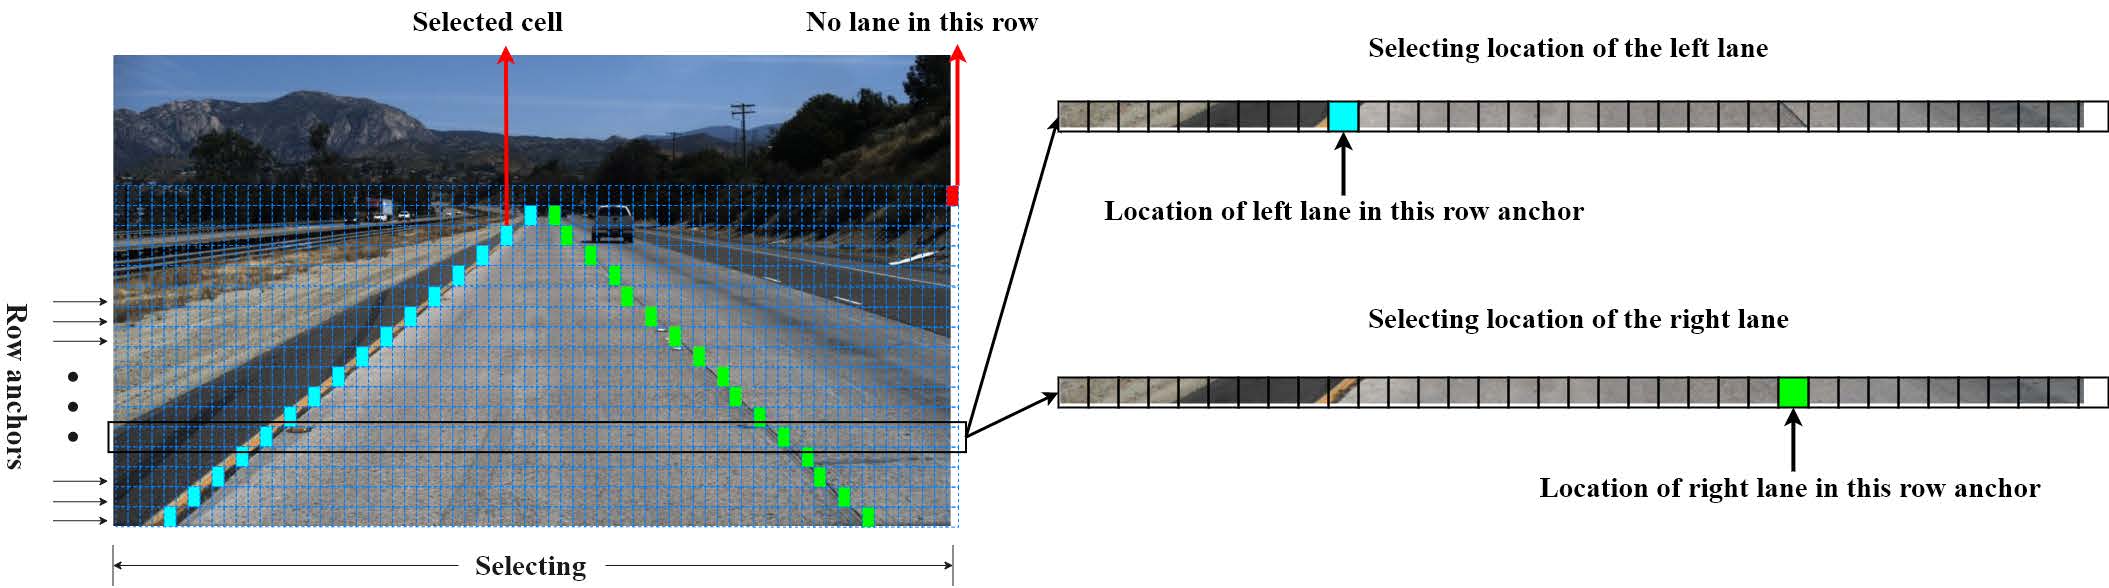 Selected cell
No lane in this row
Selecting location of the left lane
Location of left lane in this row anchor
Row anchors
Selecting location of the right lane
Location of right lane in this row anchor
Selecting